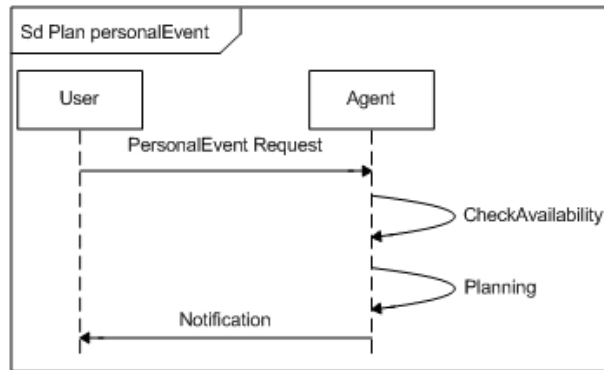 Sd Plan personalEvent
User
Agent
PersonalEvent Request
CheckAvailability
Planning
Notification